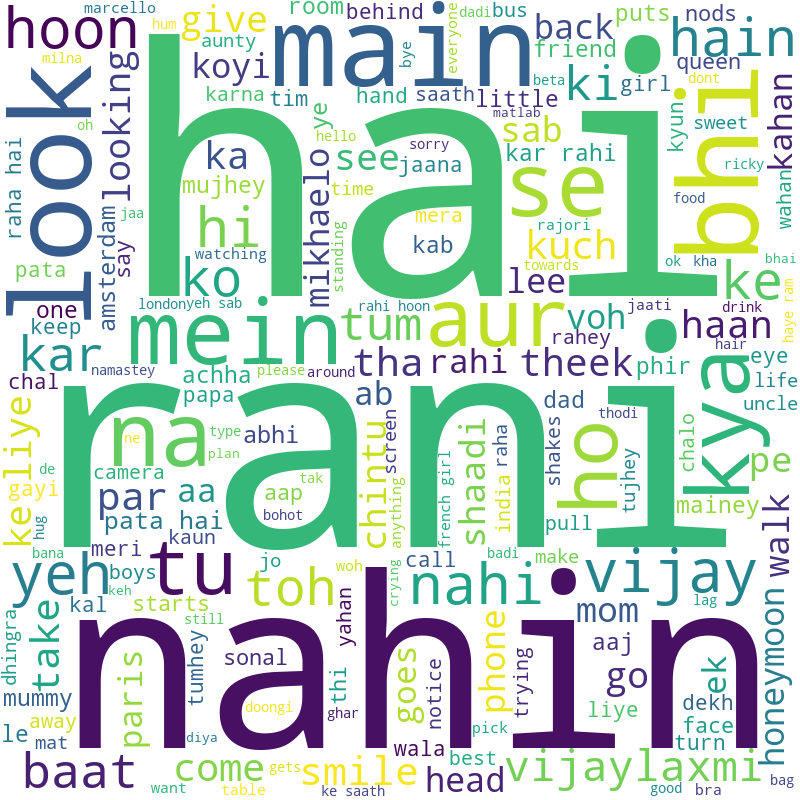 marcello hum give room behind bus puts nods
hoon milna dadi everyone back friend hain
aunty koyi main bye beta ki girl queen
karna tim hand saath little matlab dont
oh hello ye sorry sab kyun sweet
look looking ka see jaana kar rahi bhi kahan
raha hai hai mujhey time mera se ricky wahan
jaa hi mikhaelo kab rajori food
say watching standing kuch
pata amsterdam ko towards ok kha bhai
one londonyeh sab rahi hoon lee ke
keep mein tum aur voh jaati drink haan haye ram
kar namastey tha rahi theek rahey phir hair eye
chal achha please around life
papa ab dad thodi uncle
rani na type abhi screen chintu shaadi ho kya
ne plan shakes tujhey chalo
de camera aap tak french girl india raha pe
ke liye gayi par aa bohot anything mainey
hug pata hai kaun pull
bana meri jo woh call badi make walk
yeh boys tu toh nahi vijay
keh kal starts crying mom lag
dhingra take still yahan phone aaj
nahin tumhey sonal thi goes notice trying go ek honeymoon
mummy paris doongi liye dekh
le away ghar pick face
mat diya wala best turn
baat come smile head vijaylaxmi
want gets table ke saath good bra bag